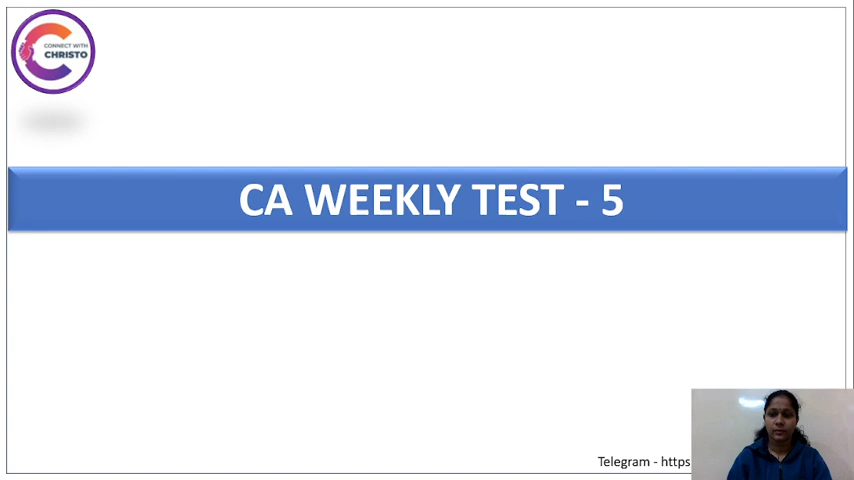 CONNECT WITH
CHRISTO
CA WEEKLY TEST - 5
Telegram - https